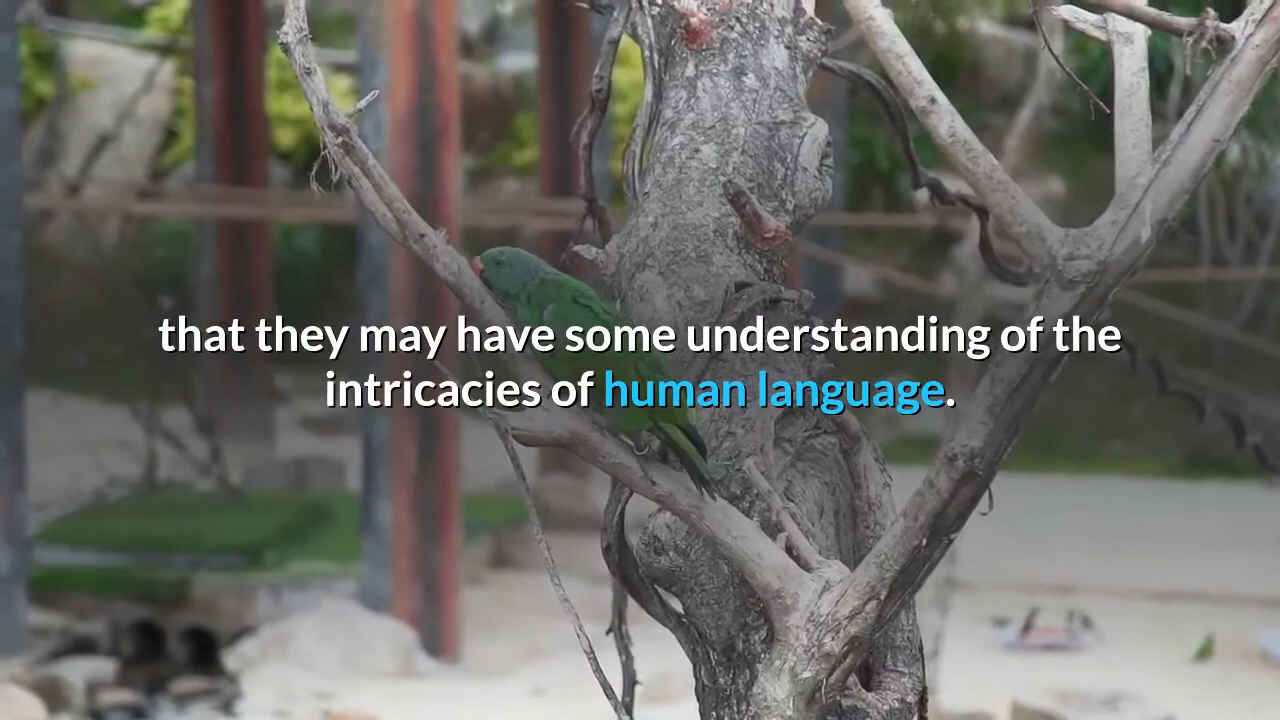 that they may have some understanding of the
intricacies of human language.